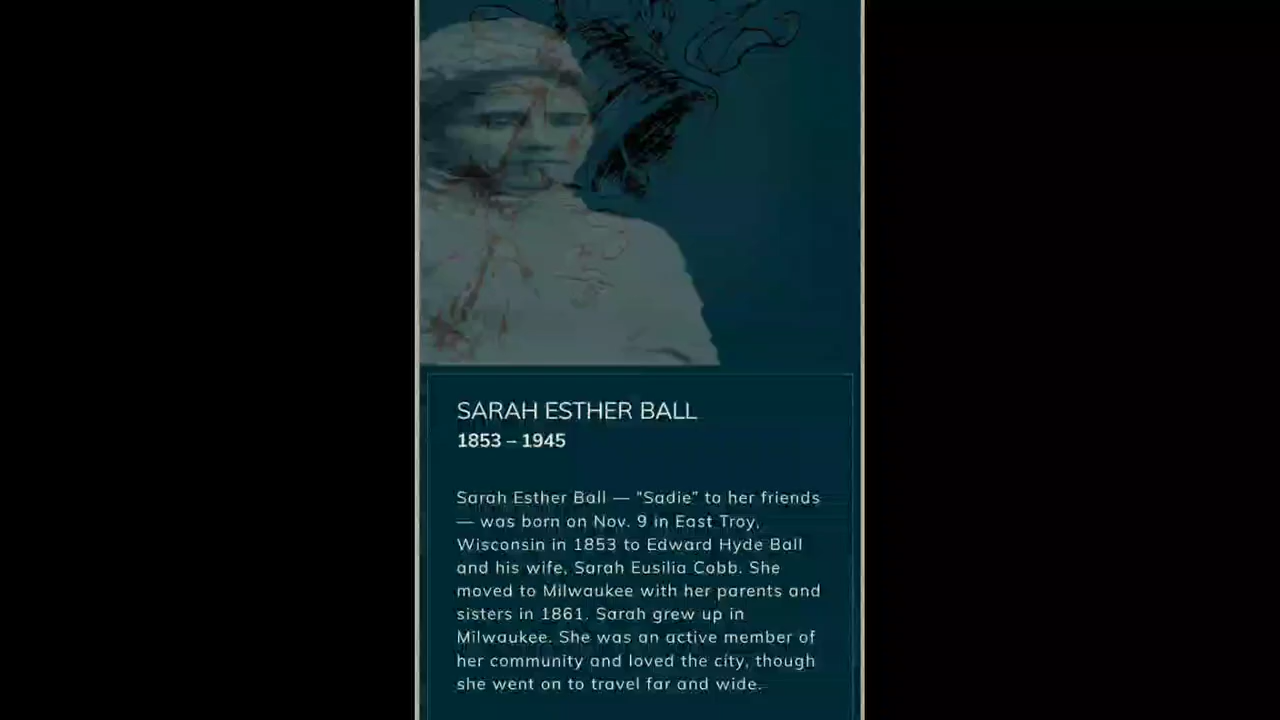 SARAH ESTHER BALL
1853 – 1945
Sarah Esther Ball — "Sadie" to her friends
— was born on Nov. 9 in East Troy,
Wisconsin in 1853 to Edward Hyde Ball
and his wife, Sarah Eusilia Cobb. She
moved to Milwaukee with her parents and
sisters in 1861. Sarah grew up in
Milwaukee. She was an active member of
her community and loved the city, though
she went on to travel far and wide.